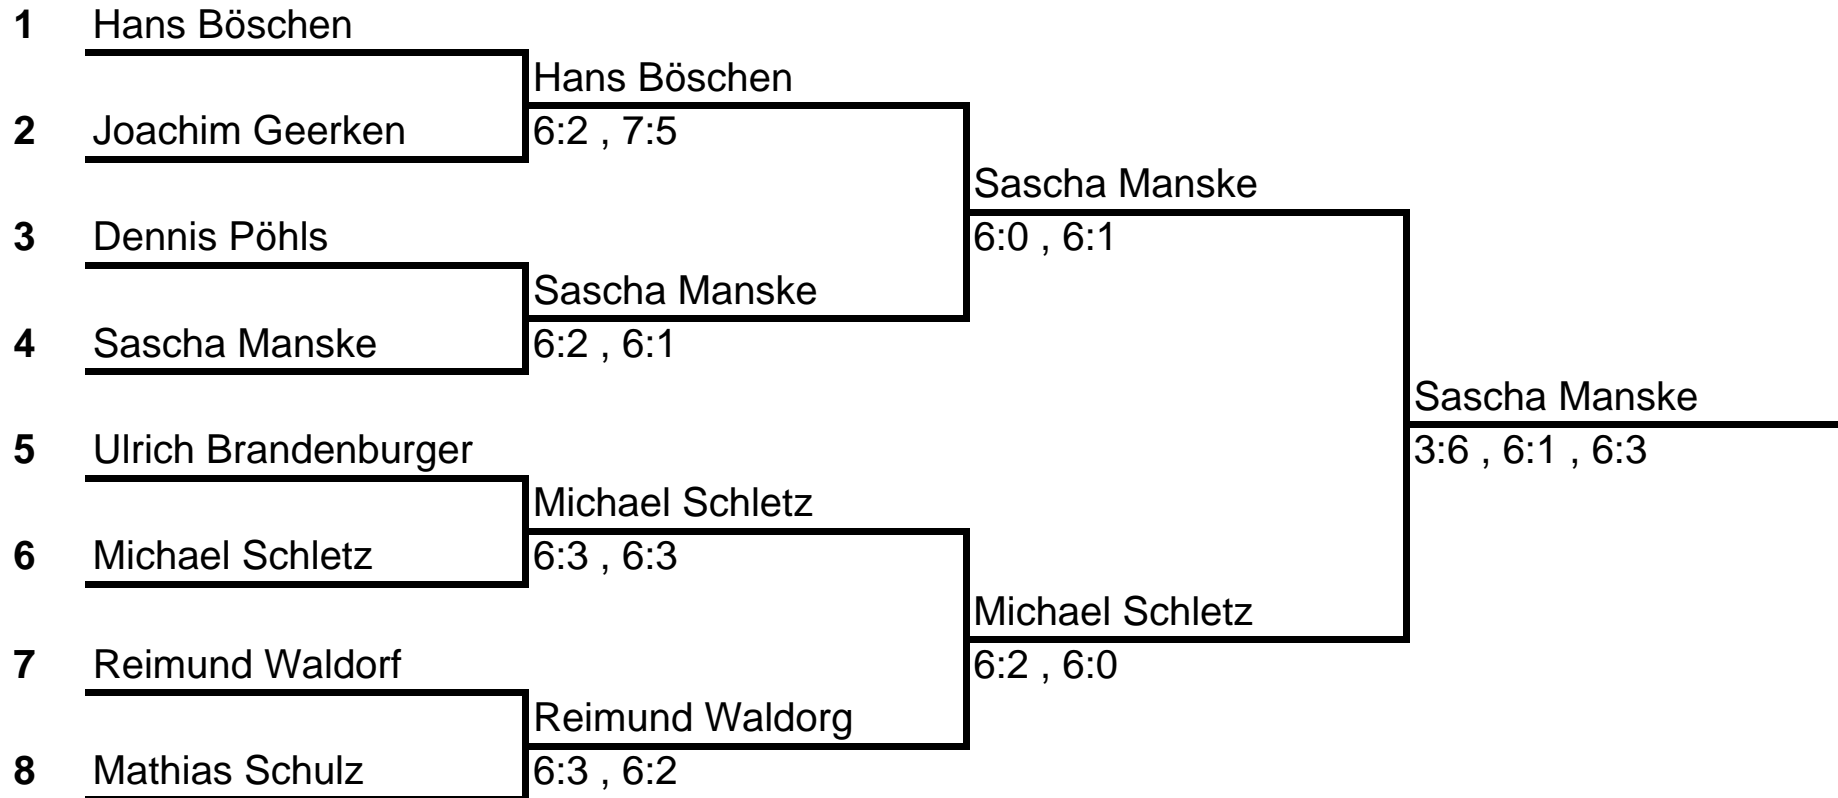 1 Hans Böschen
Hans Böschen
2 Joachim Geerken 6:2 , 7:5
Sascha Manske
3 Dennis Pöhls 6:0 , 6:1
Sascha Manske
4 Sascha Manske 6:2 , 6:1
Sascha Manske
5 Ulrich Brandenburger 3:6 , 6:1 , 6:3
Michael Schletz
6 Michael Schletz 6:3 , 6:3
Michael Schletz
7 Reimund Waldorf 6:2 , 6:0
Reimund Waldorg
8 Mathias Schulz 6:3 , 6:2